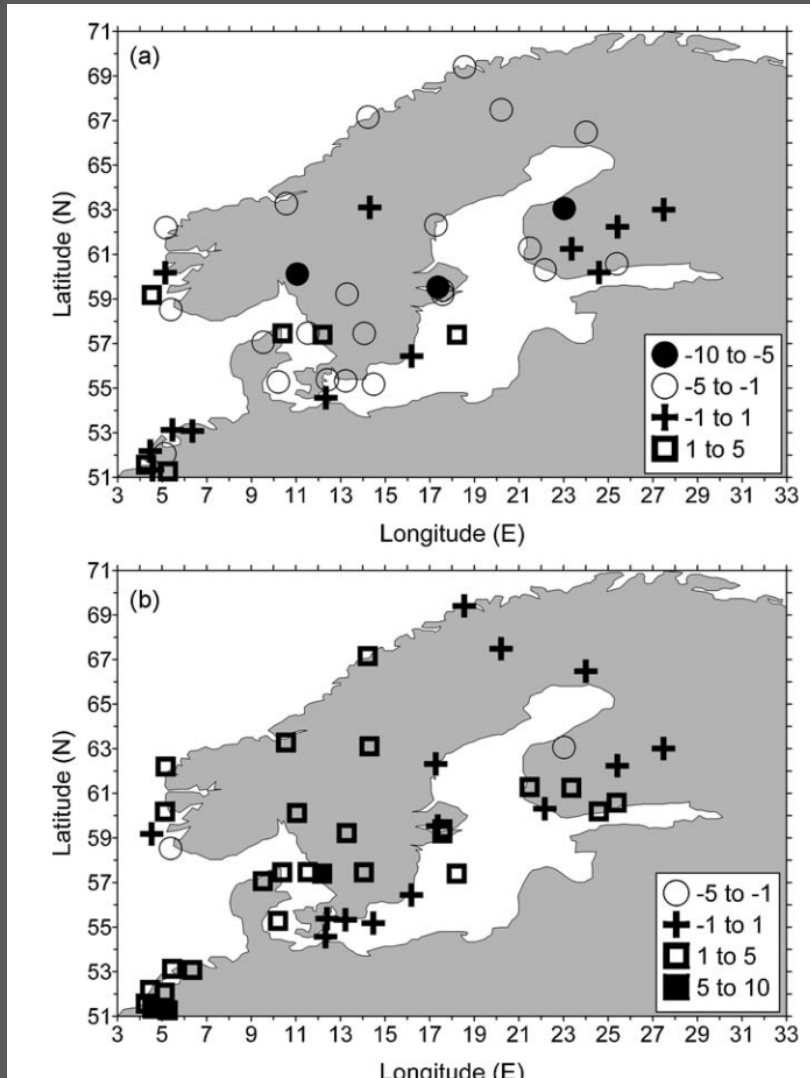 71
(a)
69
67
65
63
61
59
57
55
53
51
Latitude (N)
-10 to -5
-5 to -1
-1 to 1
1 to 5
3 5 7 9 11 13 15 17 19 21 23 25 27 29 31 33
Longitude (E)
71
(b)
69
67
65
63
61
59
57
55
53
51
Latitude (N)
-5 to -1
-1 to 1
1 to 5
5 to 10
3 5 7 9 11 13 15 17 19 21 23 25 27 29 31 33
Longitude (E)